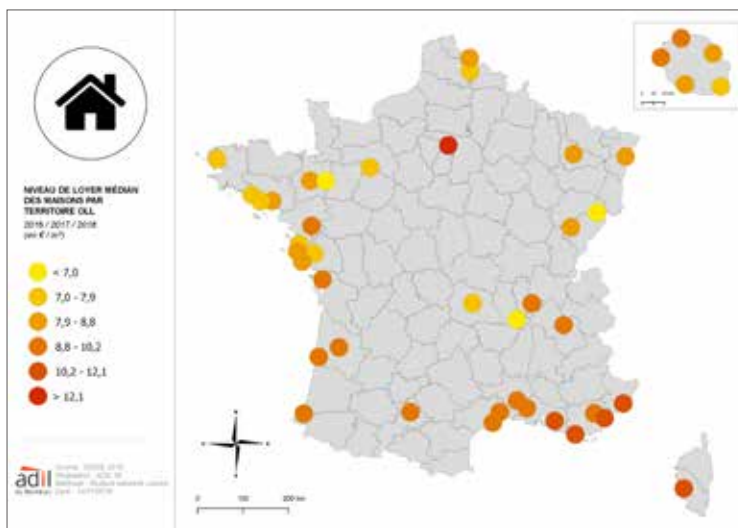 NIVEAU DE LOYER MÉDIAN
DES MAISONS PAR
TERRITOIRE OLL
2016 / 2017 / 2018
(en € / m²)
< 7,0
7,0 - 7,9
7,9 - 8,8
8,8 - 10,2
10,2 - 12,1
> 12,1
adil
0 100 200 km